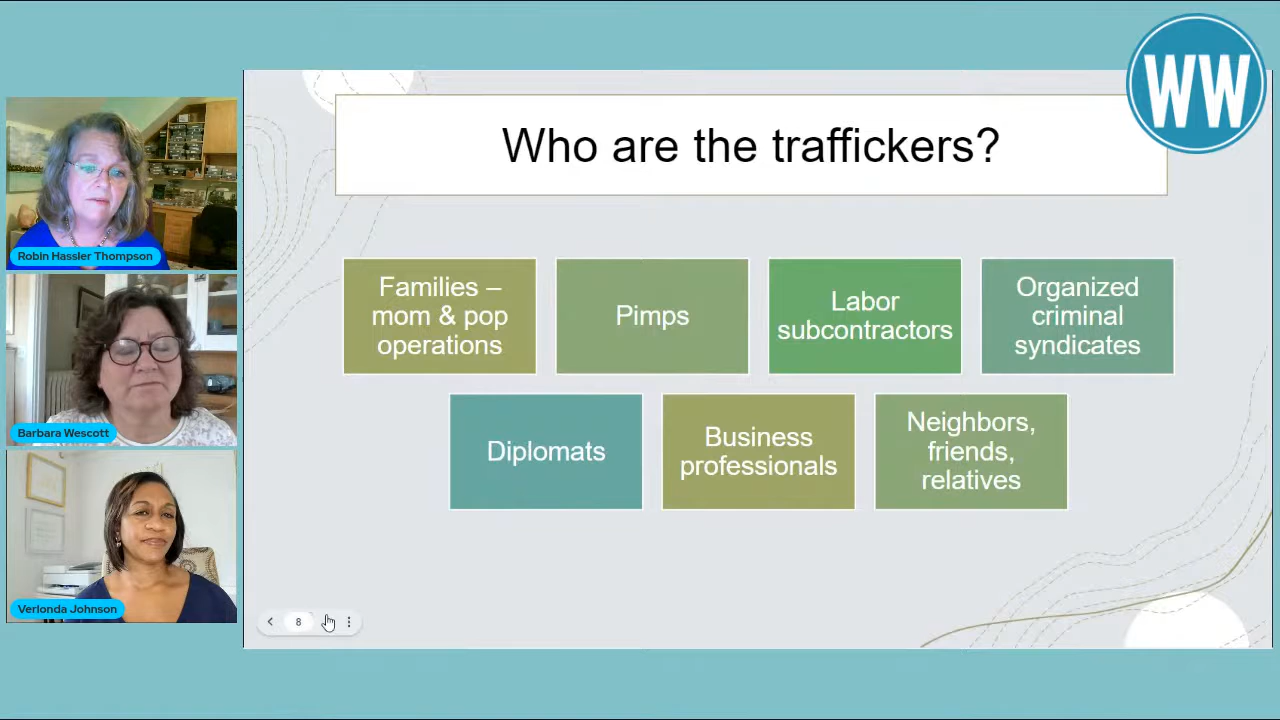 WW
Who are the traffickers?
Robin Hassler Thompson
Barbara Wescott
Verlonda Johnson
Families –
mom & pop
operations
Pimps
Labor
subcontractors
Organized
criminal
syndicates
Diplomats
Business
professionals
Neighbors,
friends,
relatives
8